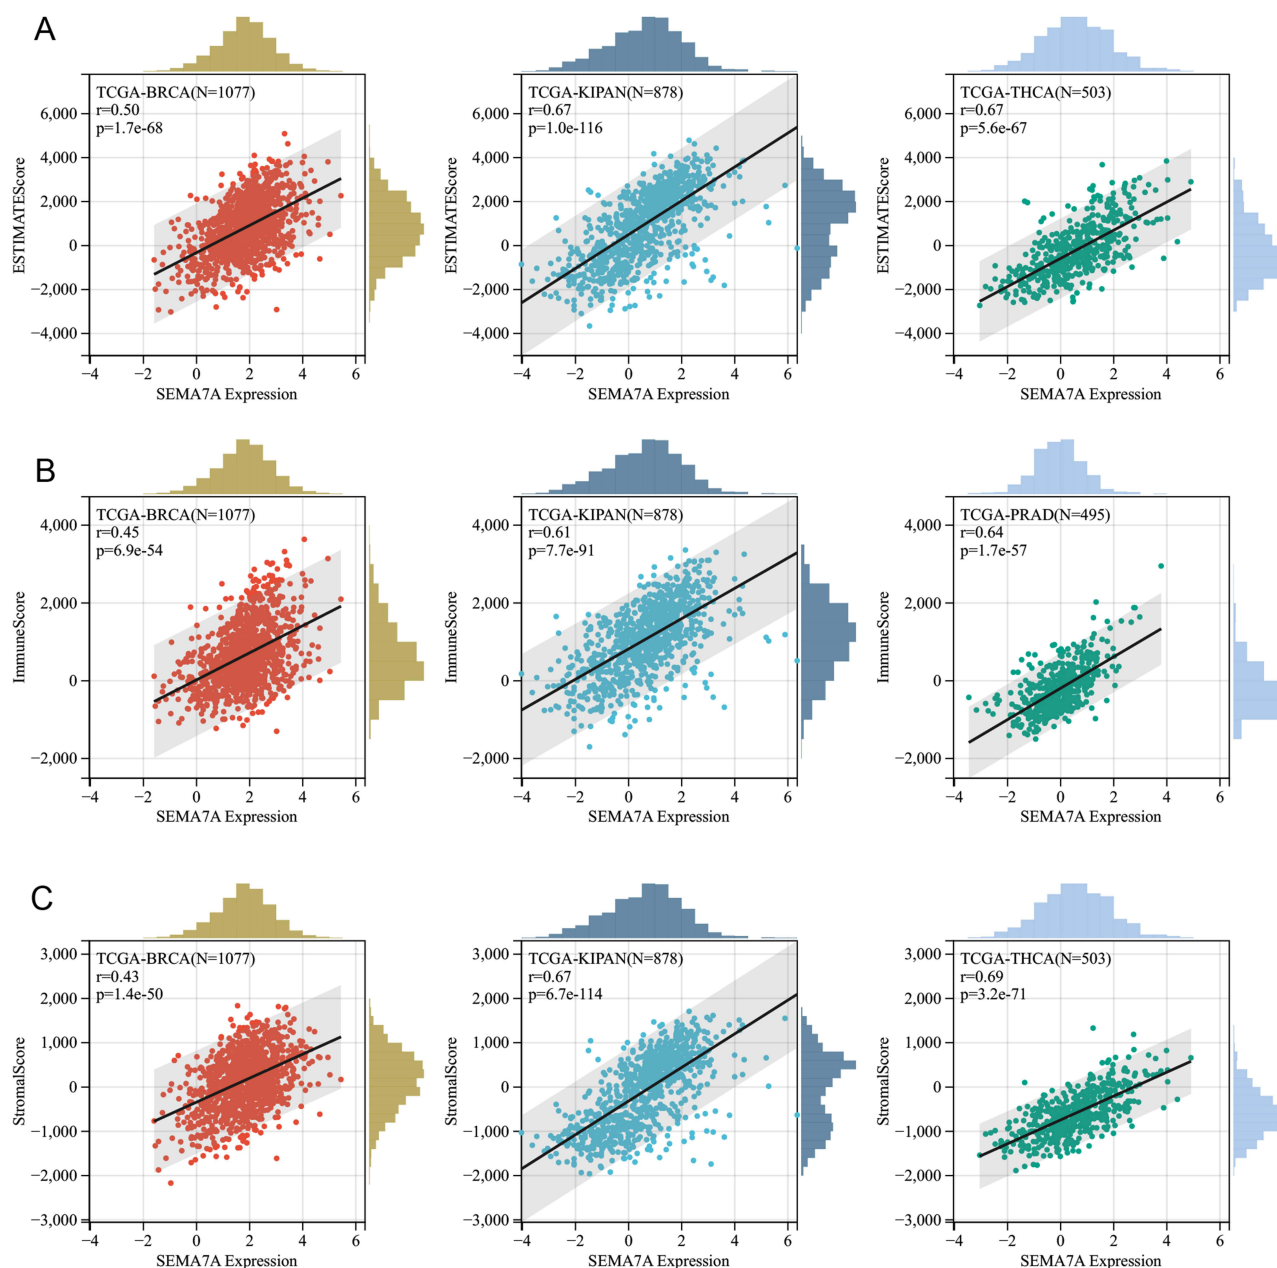 A
TCGA-BRCA(N=1077)
r=0.50
p=1.7e-68
6,000
4,000
2,000
0
−2,000
−4,000
ESTIMATEScore
−4 −2 0 2 4 6
SEMA7A Expression
TCGA-KIPAN(N=878)
r=0.67
p=1.0e-116
6,000
4,000
2,000
0
−2,000
−4,000
ESTIMATEScore
−4 −2 0 2 4 6
SEMA7A Expression
TCGA-THCA(N=503)
r=0.67
p=5.6e-67
6,000
4,000
2,000
0
−2,000
−4,000
ESTIMATEScore
−4 −2 0 2 4 6
SEMA7A Expression
B
TCGA-BRCA(N=1077)
r=0.45
p=6.9e-54
4,000
2,000
0
−2,000
ImmuneScore
−4 −2 0 2 4 6
SEMA7A Expression
TCGA-KIPAN(N=878)
r=0.61
p=7.7e-91
4,000
2,000
0
−2,000
ImmuneScore
−4 −2 0 2 4 6
SEMA7A Expression
TCGA-PRAD(N=495)
r=0.64
p=1.7e-57
4,000
2,000
0
−2,000
ImmuneScore
−4 −2 0 2 4 6
SEMA7A Expression
C
TCGA-BRCA(N=1077)
r=0.43
p=1.4e-50
3,000
2,000
1,000
0
−1,000
−2,000
−3,000
StromalScore
−4 −2 0 2 4 6
SEMA7A Expression
TCGA-KIPAN(N=878)
r=0.67
p=6.7e-114
3,000
2,000
1,000
0
−1,000
−2,000
−3,000
StromalScore
−4 −2 0 2 4 6
SEMA7A Expression
TCGA-THCA(N=503)
r=0.69
p=3.2e-71
3,000
2,000
1,000
0
−1,000
−2,000
−3,000
StromalScore
−4 −2 0 2 4 6
SEMA7A Expression